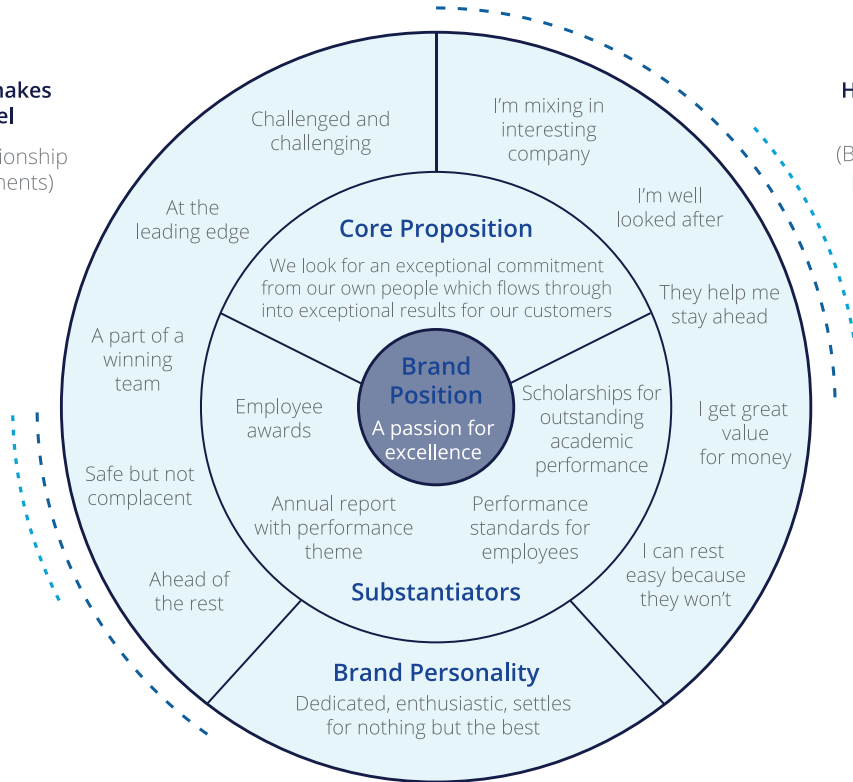 Challenged and
challenging
At the
leading edge
A part of a
winning
team
Safe but not
complacent
Ahead of
the rest
I'm mixing in
interesting
company
I'm well
looked after
They help me
stay ahead
I get great
value
for money
I can rest
easy because
they won't
Core Proposition
We look for an exceptional commitment
from our own people which flows through
into exceptional results for our customers
Brand
Position
A passion for
excellence
Employee
awards
Annual report
with performance
theme
Scholarships for
outstanding
academic
performance
Performance
standards for
employees
Substantiators
Brand Personality
Dedicated, enthusiastic, settles
for nothing but the best